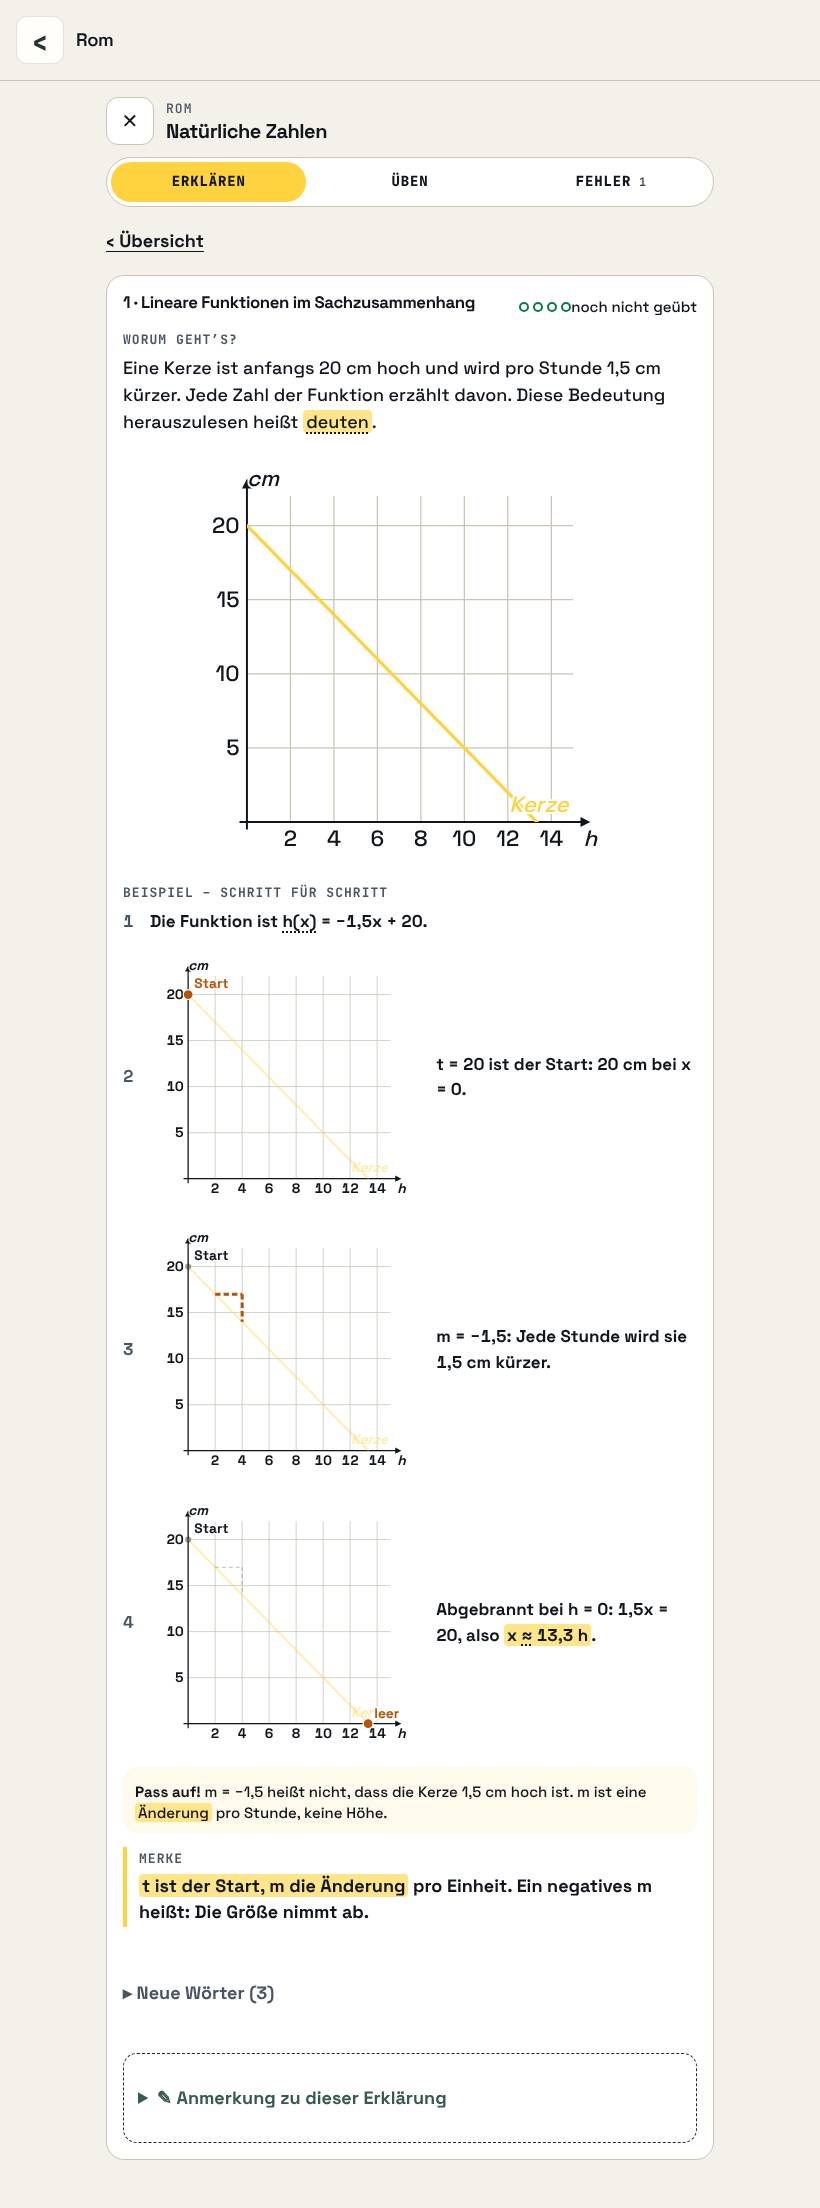 < Rom
✕ ROM
Natürliche Zahlen
ERKLÄREN ÜBEN FEHLER 1
< Übersicht
1 · Lineare Funktionen im Sachzusammenhang noch nicht geübt
WORUM GEHT'S?
Eine Kerze ist anfangs 20 cm hoch und wird pro Stunde 1,5 cm
kürzer. Jede Zahl der Funktion erzählt davon. Diese Bedeutung
herauszulesen heißt deuten.
cm
20
15
10
5
Kerze
2 4 6 8 10 12 14 h
BEISPIEL – SCHRITT FÜR SCHRITT
1 Die Funktion ist h(x) = −1,5x + 20.
cm
Start
20
15
10
5
Kerze
2 4 6 8 10 12 14 h
2
t = 20 ist der Start: 20 cm bei x
= 0.
cm
Start
20
15
10
5
Kerze
2 4 6 8 10 12 14 h
3
m = −1,5: Jede Stunde wird sie
1,5 cm kürzer.
cm
Start
20
15
10
5
Kerze leer
2 4 6 8 10 12 14 h
4
Abgebrannt bei h = 0: 1,5x =
20, also x ≈ 13,3 h.
Pass auf! m = −1,5 heißt nicht, dass die Kerze 1,5 cm hoch ist. m ist eine
Änderung pro Stunde, keine Höhe.
MERKE
t ist der Start, m die Änderung pro Einheit. Ein negatives m
heißt: Die Größe nimmt ab.
▸ Neue Wörter (3)
▶ ✎ Anmerkung zu dieser Erklärung